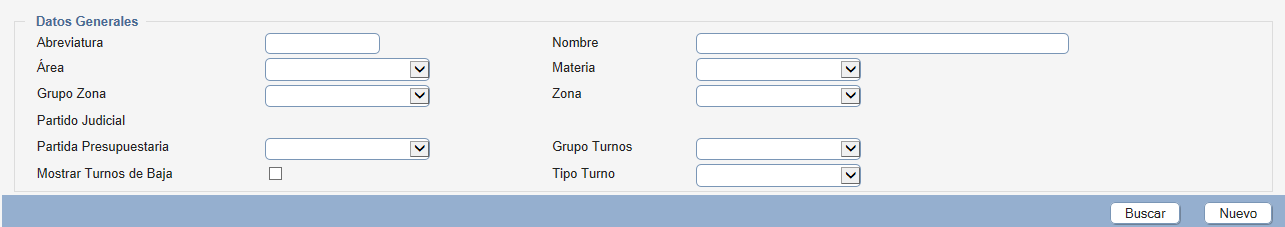 Datos Generales
Abreviatura Nombre
Área Materia
Grupo Zona Zona
Partido Judicial
Partida Presupuestaria Grupo Turnos
Mostrar Turnos de Baja Tipo Turno
Buscar Nuevo